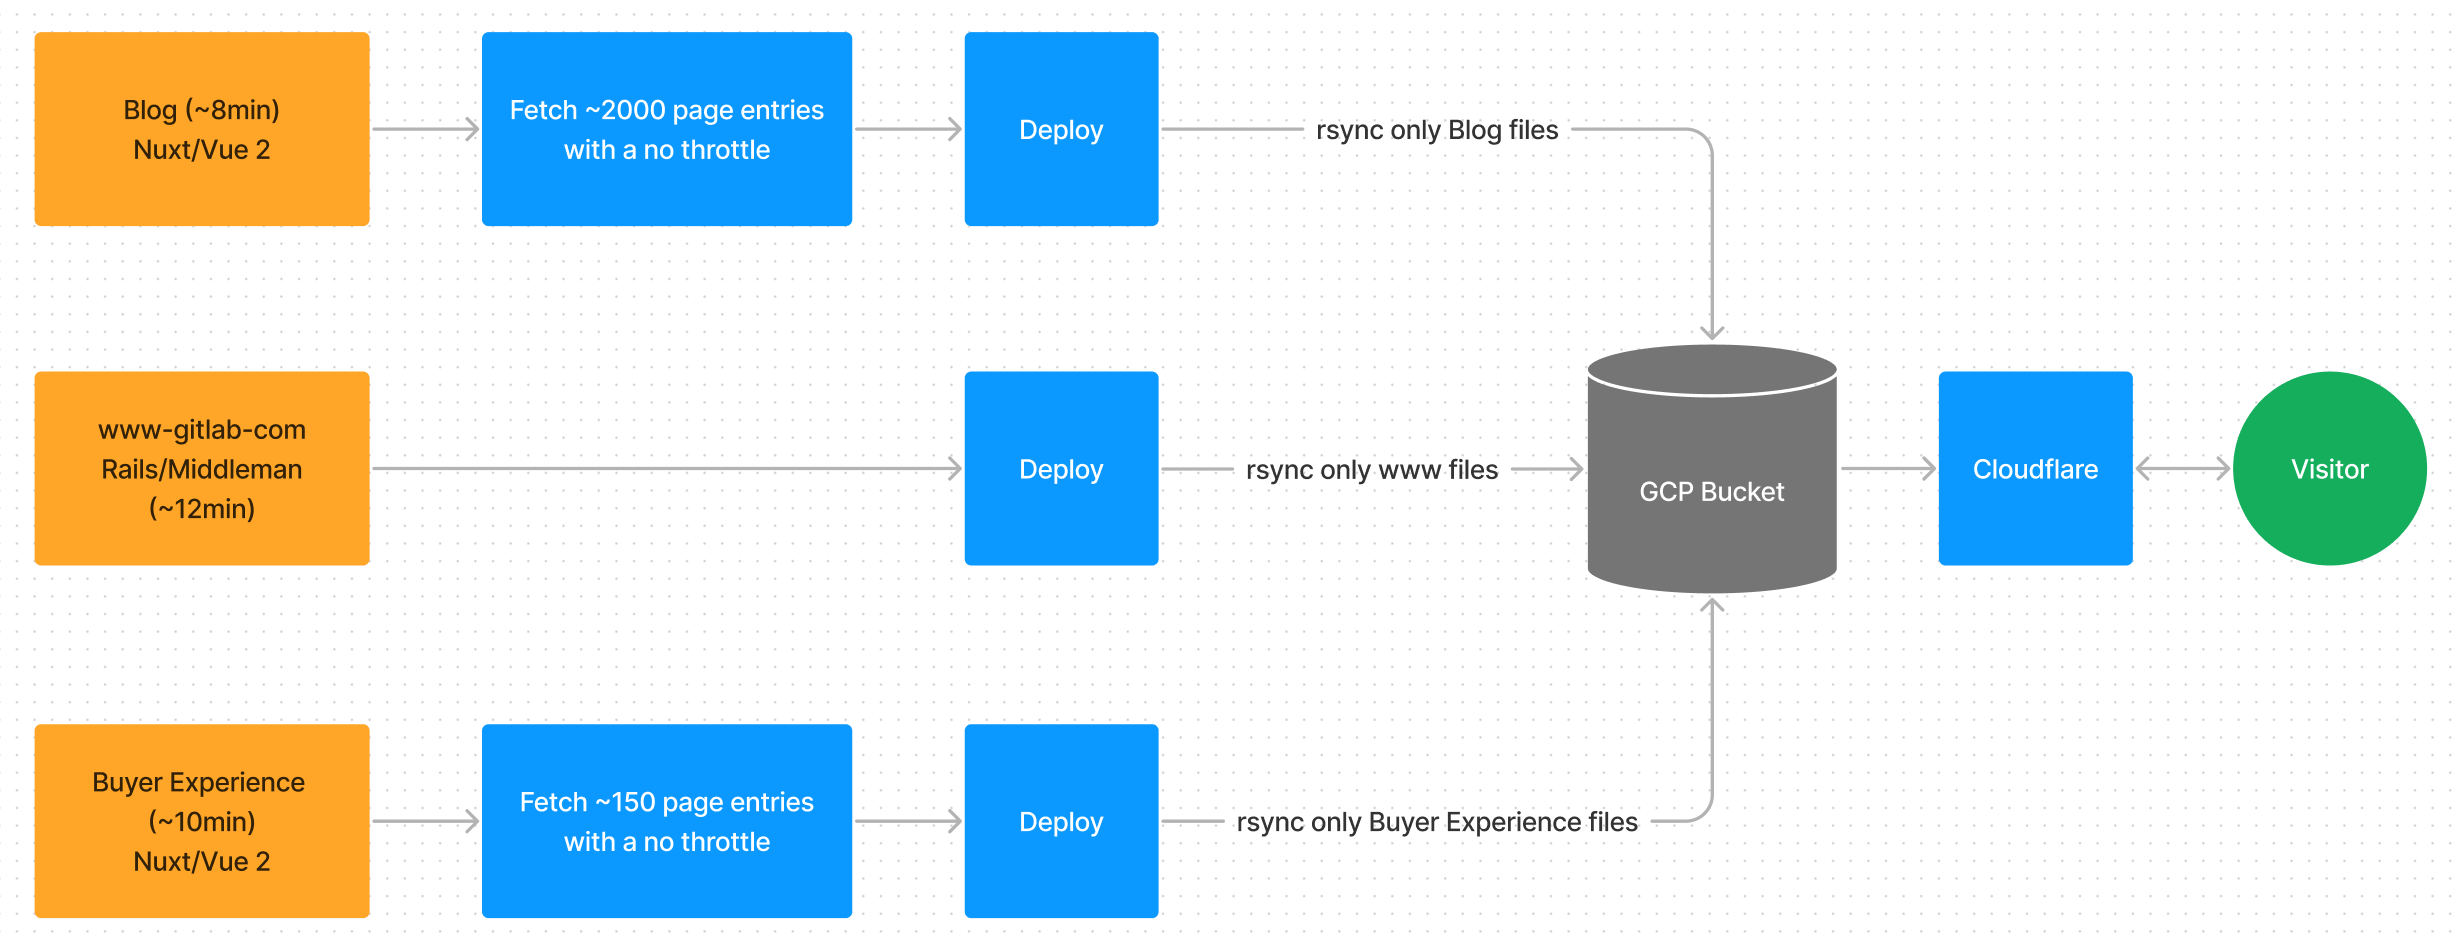 Blog (~8min)
Nuxt/Vue 2
Fetch ~2000 page entries
with a no throttle
Deploy
rsync only Blog files
www-gitlab-com
Rails/Middleman
(~12min)
Deploy
rsync only www files
GCP Bucket
Cloudflare
Visitor
Buyer Experience
(~10min)
Nuxt/Vue 2
Fetch ~150 page entries
with a no throttle
Deploy
rsync only Buyer Experience files